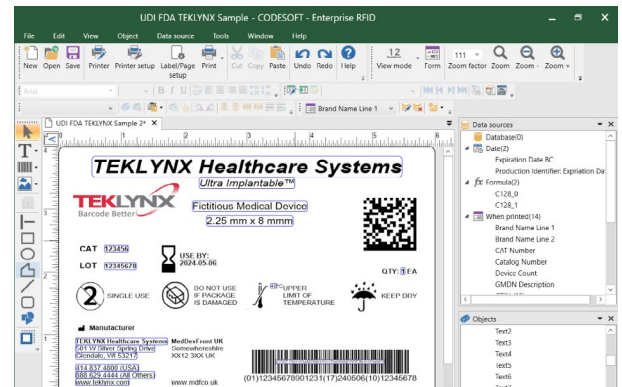 UDI FDA TEKLYNX Sample - CODESOFT - Enterprise RFID
File Edit View Object Data source Tools Window Help
New Open Save Printer Printer setup Label/Page setup Print Cut Copy Paste Undo Redo Help 12 View mode Form 111 Zoom factor Zoom Zoom - Zoom +
Arial
B I U
Brand Name Line 1
UDI FDA TEKLYNX Sample 2*
TEKLYNX Healthcare Systems
Ultra Implantable™
TEKLYNX
Barcode Better
Fictitious Medical Device
2.25 mm x 8 mmm
CAT 123456
LOT 12345678
USE BY:
2024-05-06
QTY: 1 EA
2 SINGLE USE
DO NOT USE
IF PACKAGE
IS DAMAGED
UPPER
LIMIT OF
TEMPERATURE
KEEP DRY
Manufacturer
TEKLYNX Healthcare Systems
501 W Silver Spring Drive
Glendale, WI 53217
414.837.4800 (USA)
888.629.4444 (All Others)
www.teklynx.com
MedDevFront UK
Somewhereshire
XX12 3XX UK
www.mdfco.uk
(01)12345678901231(17)240506(10)12345678
Data sources
Database(0)
Date(2)
Expiration Date BC
Production Identifier: Expriation Da
fx Formula(2)
C128_0
C128_1
When printed(14)
Brand Name Line 1
Brand Name Line 2
CAT Number
Catalog Number
Device Count
GMDN Description
Objects
Text2
Text3
Text4
Text5
Text6